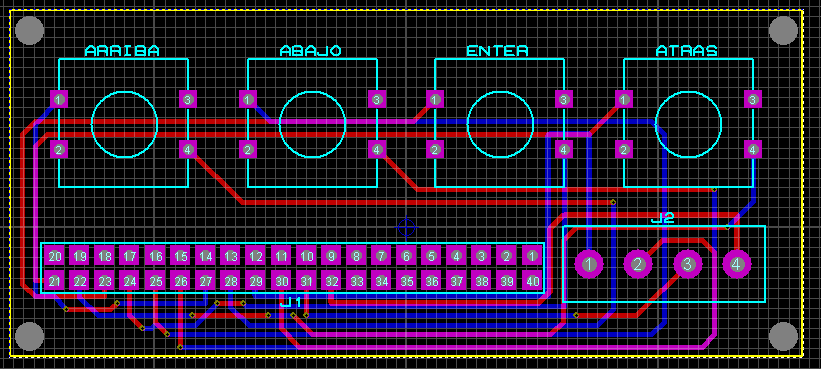 ARRIBA ABAJO ENTER ATRAS
1 3 1 3 1 3 1 3
2 4 2 4 2 4 2 4
J2
20 19 18 17 16 15 14 13 12 11 10 9 8 7 6 5 4 3 2 1
1 2 3 4
21 22 23 24 25 26 27 28 29 30 31 32 33 34 35 36 37 38 39 40
J1